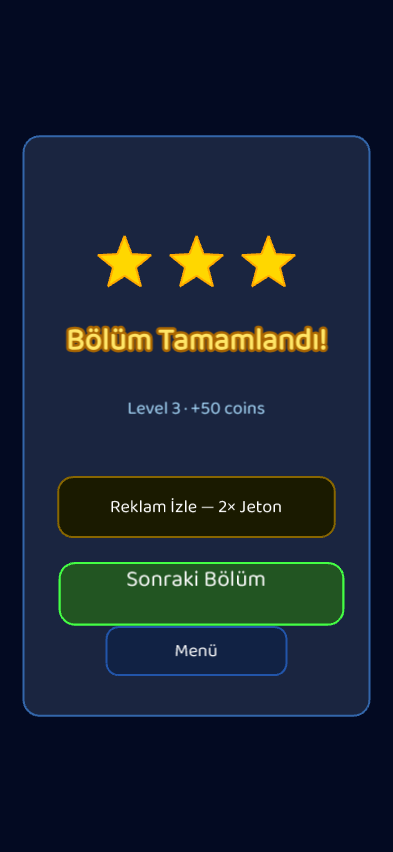 Bölüm Tamamlandı!
Level 3 · +50 coins
Reklam İzle — 2× Jeton
Sonraki Bölüm
Menü